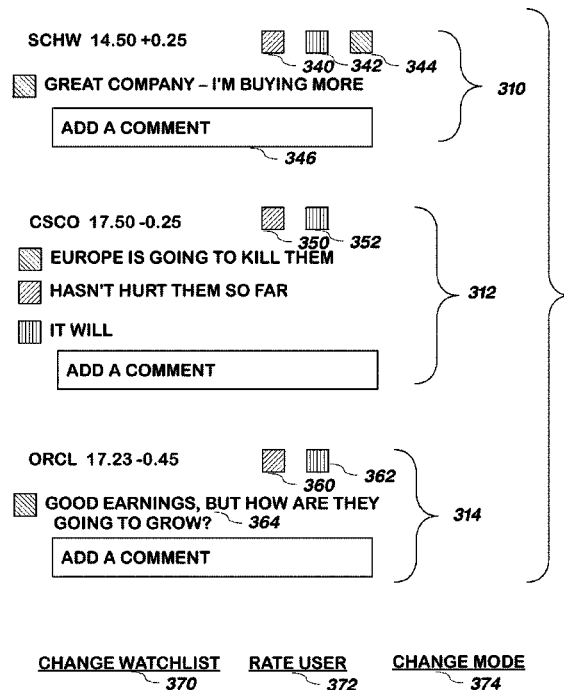 SCHW 14.50 +0.25
340 342 344
GREAT COMPANY – I'M BUYING MORE
310
ADD A COMMENT
346
CSCO 17.50 -0.25
350 352
EUROPE IS GOING TO KILL THEM
HASN'T HURT THEM SO FAR
312
IT WILL
ADD A COMMENT
ORCL 17.23 -0.45
360 362
GOOD EARNINGS, BUT HOW ARE THEY
GOING TO GROW? 364
314
ADD A COMMENT
CHANGE WATCHLIST RATE USER CHANGE MODE
370 372 374